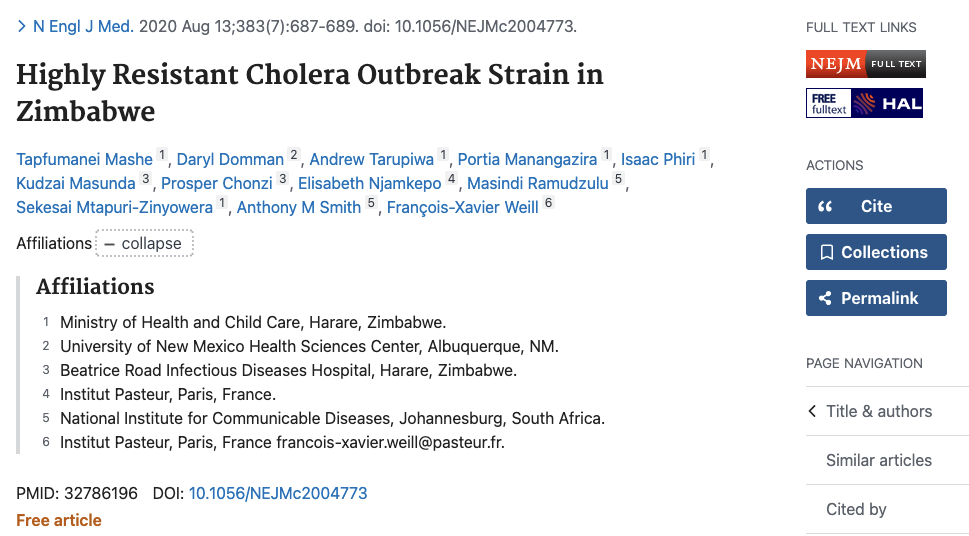 N Engl J Med. 2020 Aug 13;383(7):687-689. doi: 10.1056/NEJMc2004773.
Highly Resistant Cholera Outbreak Strain in
Zimbabwe
Tapfumanei Mashe 1, Daryl Domman 2, Andrew Tarupiwa 1, Portia Manangazira 1, Isaac Phiri 1,
Kudzai Masunda 3, Prosper Chonzi 3, Elisabeth Njamkepo 4, Masindi Ramudzulu 5,
Sekesai Mtapuri-Zinyowera 1, Anthony M Smith 5, François-Xavier Weill 6
Affiliations – collapse
Affiliations
1 Ministry of Health and Child Care, Harare, Zimbabwe.
2 University of New Mexico Health Sciences Center, Albuquerque, NM.
3 Beatrice Road Infectious Diseases Hospital, Harare, Zimbabwe.
4 Institut Pasteur, Paris, France.
5 National Institute for Communicable Diseases, Johannesburg, South Africa.
6 Institut Pasteur, Paris, France francois-xavier.weill@pasteur.fr.
PMID: 32786196 DOI: 10.1056/NEJMc2004773
Free article
FULL TEXT LINKS
NEJM FULL TEXT
FREE
fulltext HAL
ACTIONS
Cite
Collections
Permalink
PAGE NAVIGATION
Title & authors
Similar articles
Cited by